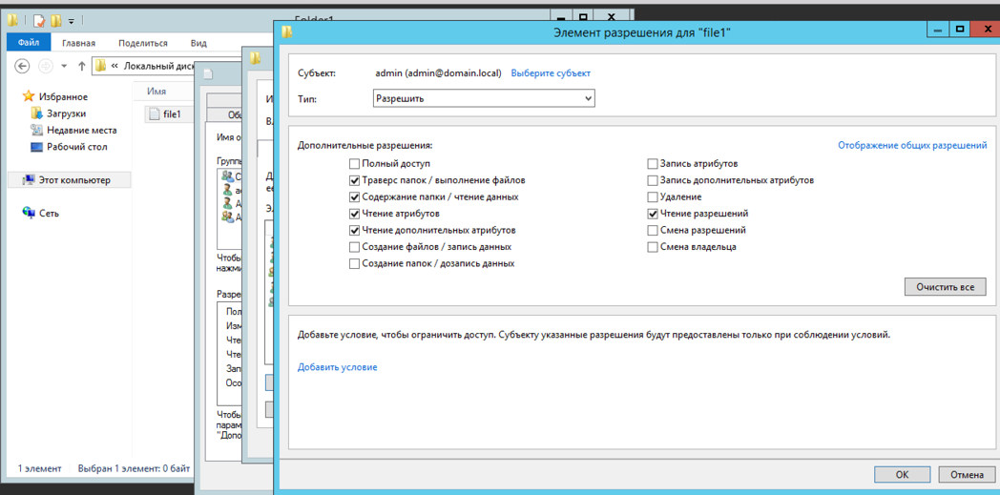 Folder1
Файл
Главная
Поделиться
Вид
« Локальный диск
Избранное
Загрузки
Недавние места
Рабочий стол
Этот компьютер
Сеть
Имя
file1
1 элемент
Выбран 1 элемент: 0 байт
Имя
Чтобы
Элемент разрешения для "file1"
Субъект:
admin (admin@domain.local)
Выберите субъект
Тип:
Разрешить
Дополнительные разрешения:
Отображение общих разрешений
Полный доступ
Траверс папок / выполнение файлов
Содержание папки / чтение данных
Чтение атрибутов
Чтение дополнительных атрибутов
Создание файлов / запись данных
Создание папок / дозапись данных
Запись атрибутов
Запись дополнительных атрибутов
Удаление
Чтение разрешений
Смена разрешений
Смена владельца
Очистить все
Добавьте условие, чтобы ограничить доступ. Субъекту указанные разрешения будут предоставлены только при соблюдении условий.
Добавить условие
OK
Отмена